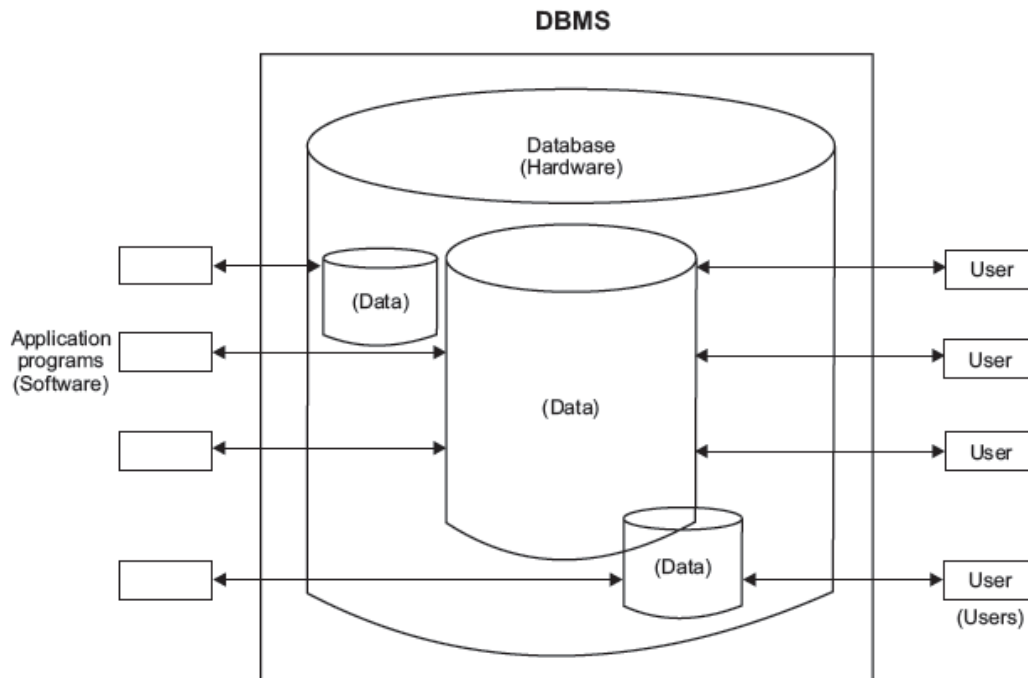 DBMS
Database
(Hardware)
User
(Data)
Application
programs
(Software)
User
(Data)
User
(Data)
User
(Users)